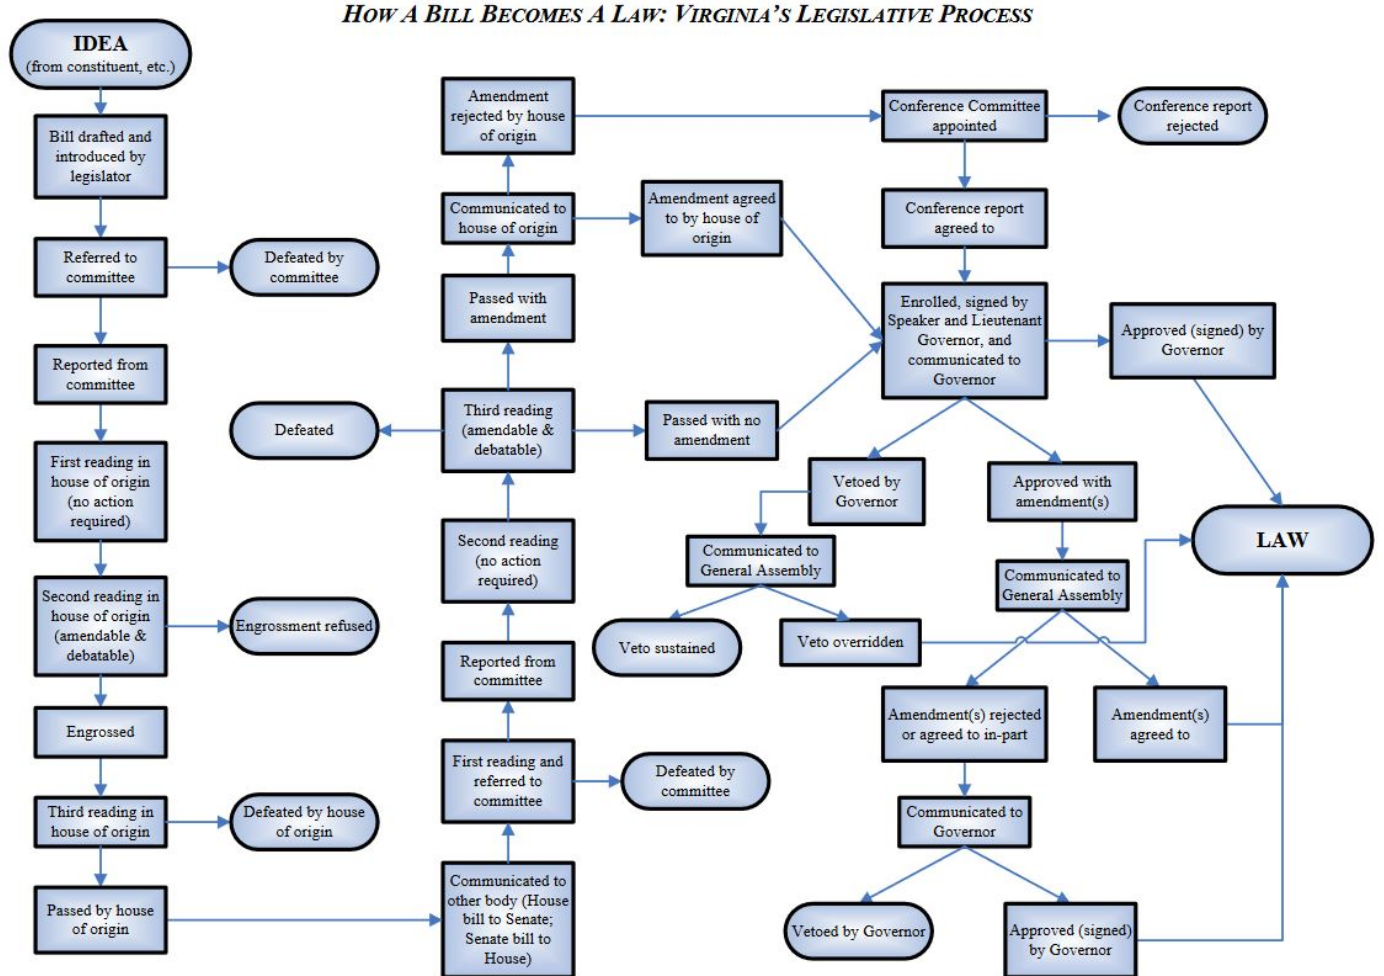 HOW A BILL BECOMES A LAW: VIRGINIA'S LEGISLATIVE PROCESS
IDEA
(from constituent, etc.)
Bill drafted and
introduced by
legislator
Referred to
committee
Defeated by
committee
Reported from
committee
First reading in
house of origin
(no action
required)
Second reading in
house of origin
(amendable &
debatable)
Engrossment refused
Engrossed
Third reading in
house of origin
Defeated by house
of origin
Passed by house
of origin
Communicated to
other body (House
bill to Senate;
Senate bill to
House)
First reading and
referred to
committee
Defeated by
committee
Reported from
committee
Second reading
(no action
required)
Third reading
(amendable &
debatable)
Defeated
Passed with no
amendment
Passed with
amendment
Communicated to
house of origin
Amendment agreed
to by house of
origin
Amendment
rejected by house
of origin
Conference Committee
appointed
Conference report
rejected
Conference report
agreed to
Enrolled, signed by
Speaker and Lieutenant
Governor, and
communicated to
Governor
Approved (signed) by
Governor
Vetoed by
Governor
Approved with
amendment(s)
LAW
Communicated to
General Assembly
Communicated to
General Assembly
Veto sustained
Veto overridden
Amendment(s) rejected
or agreed to in-part
Amendment(s)
agreed to
Communicated to
Governor
Vetoed by Governor
Approved (signed)
by Governor